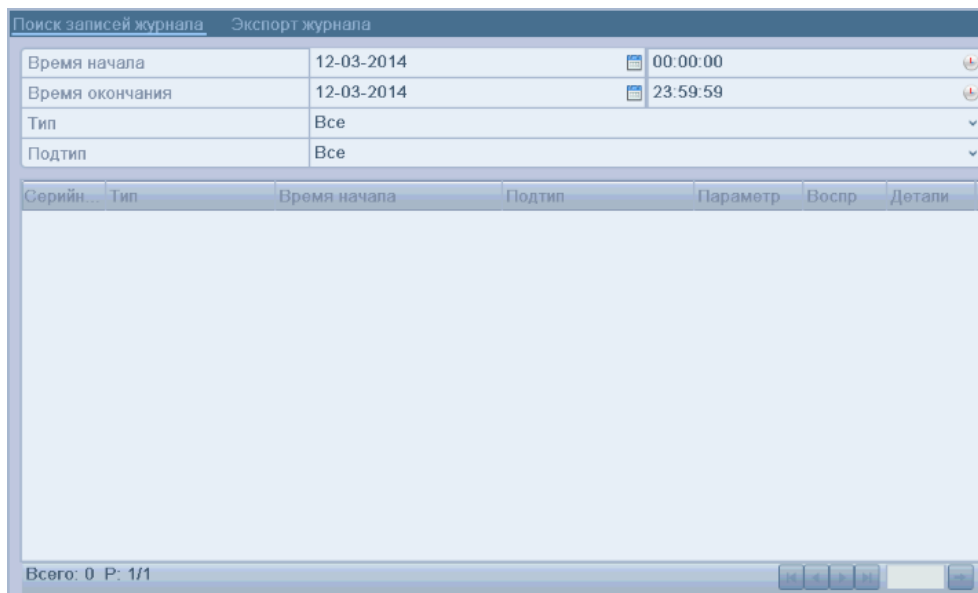 Поиск записей журнала Экспорт журнала
Время начала 12-03-2014 00:00:00
Время окончания 12-03-2014 23:59:59
Тип Все
Подтип Все
Серийн... Тип Время начала Подтип Параметр Воспр Детали
Всего: 0 P: 1/1